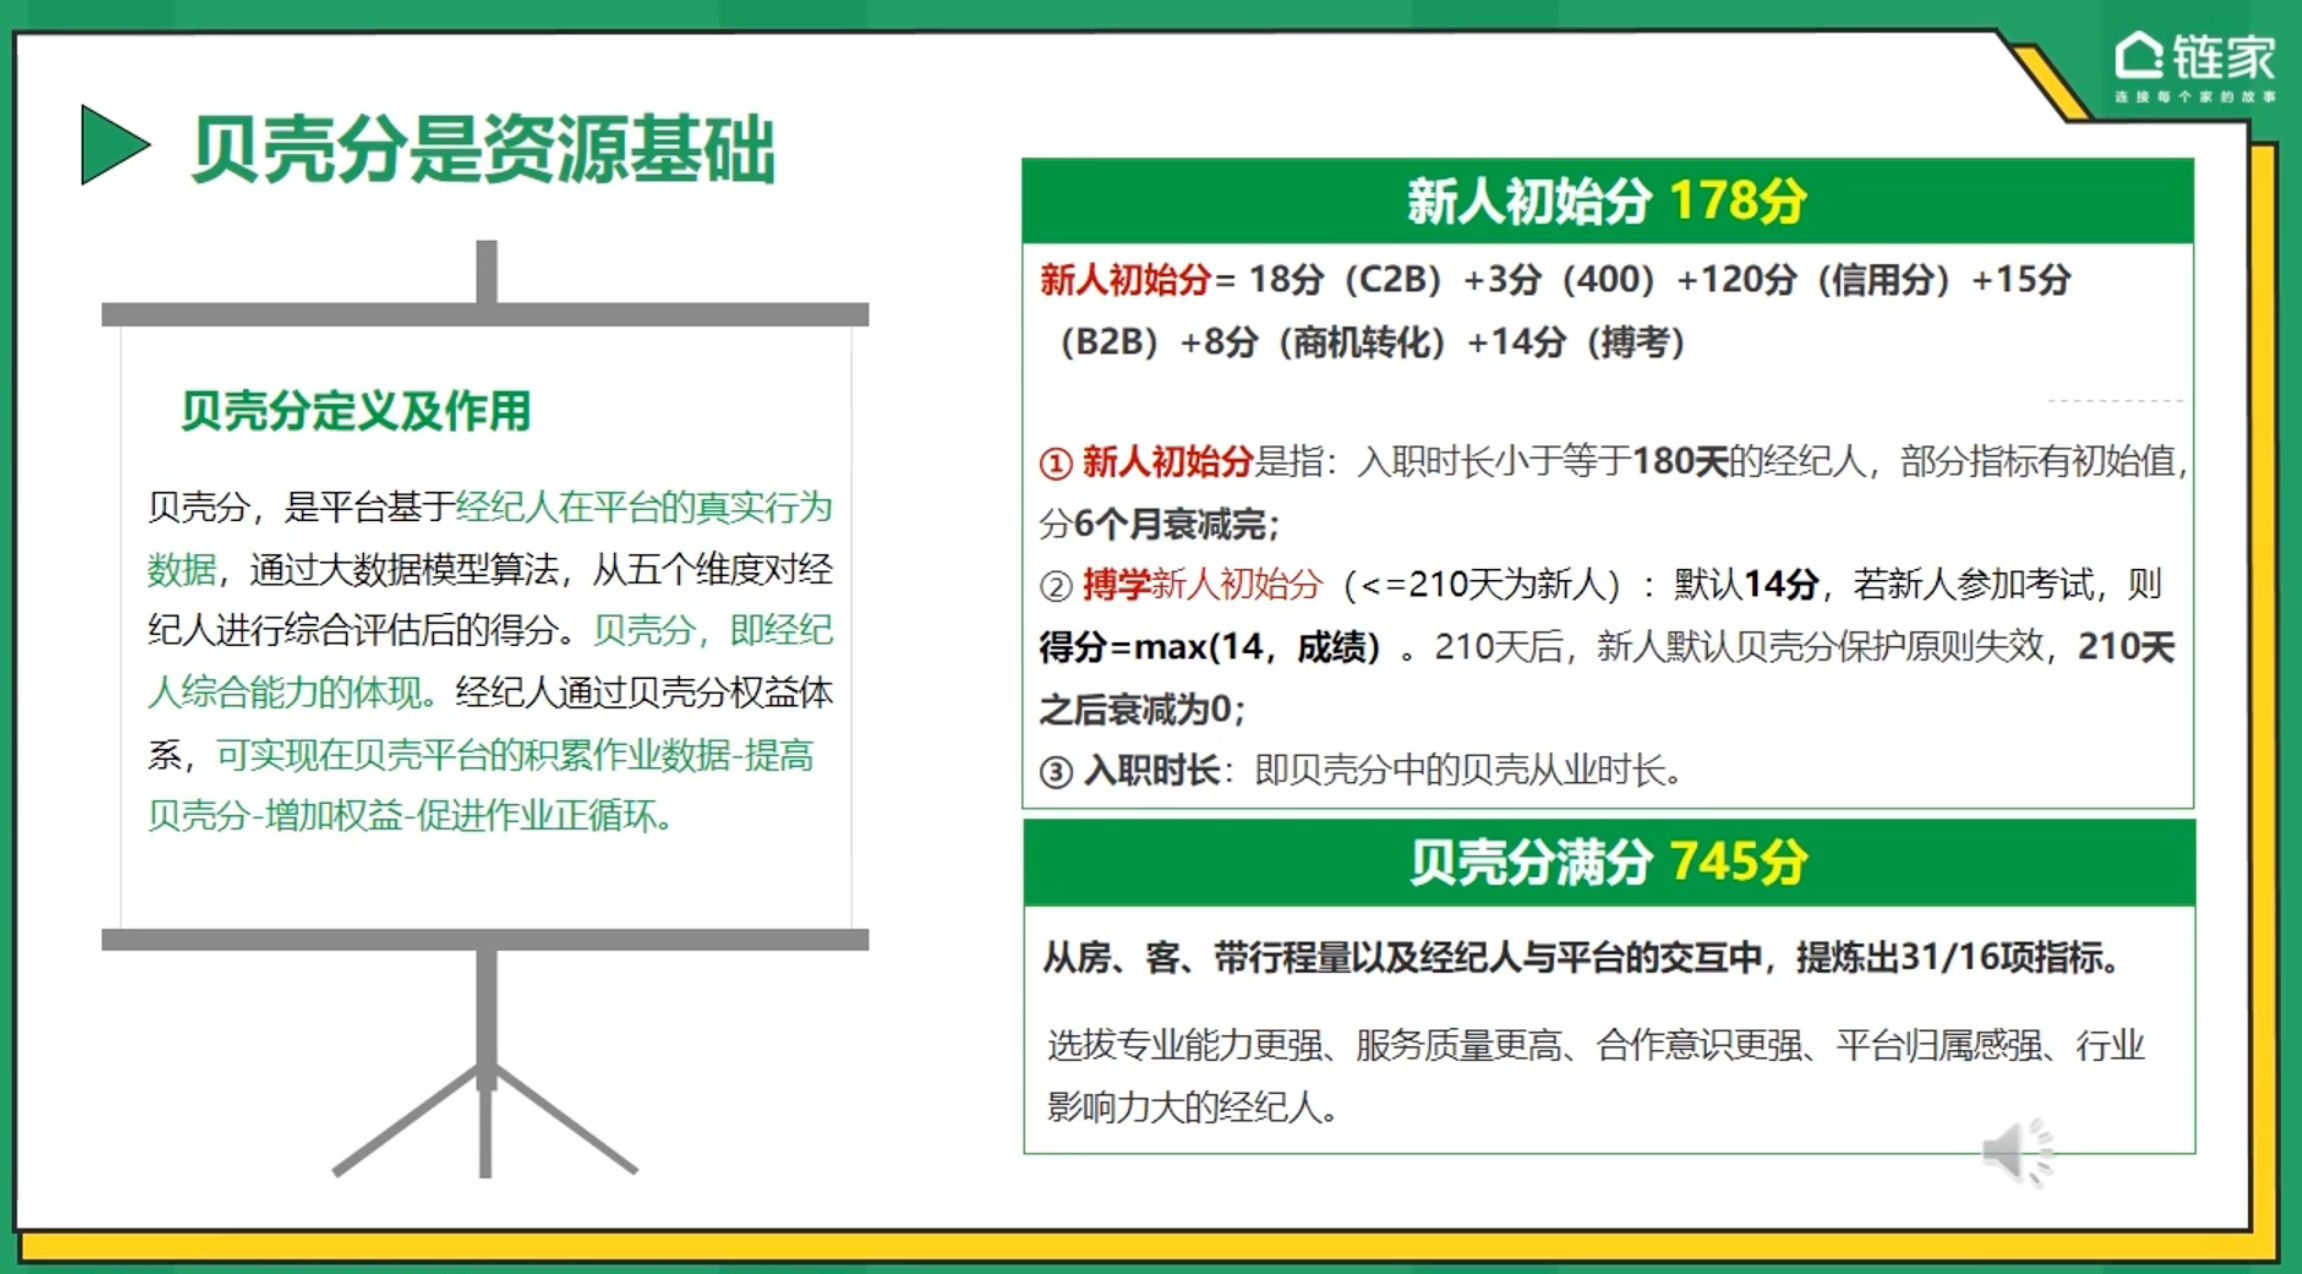 链家
连接每个家的故事
贝壳分是资源基础
贝壳分定义及作用
贝壳分，是平台基于经纪人在平台的真实行为
数据，通过大数据模型算法，从五个维度对经
纪人进行综合评估后的得分。贝壳分，即经纪
人综合能力的体现。经纪人通过贝壳分权益体
系，可实现在贝壳平台的积累作业数据-提高
贝壳分-增加权益-促进作业正循环。
新人初始分 178分
新人初始分= 18分（C2B）+3分（400）+120分（信用分）+15分
（B2B）+8分（商机转化）+14分（搏考）
① 新人初始分是指：入职时长小于等于180天的经纪人，部分指标有初始值，
分6个月衰减完；
② 搏学新人初始分（<=210天为新人）：默认14分，若新人参加考试，则
得分=max(14，成绩）。210天后，新人默认贝壳分保护原则失效，210天
之后衰减为0；
③ 入职时长：即贝壳分中的贝壳从业时长。
贝壳分满分 745分
从房、客、带行程量以及经纪人与平台的交互中，提炼出31/16项指标。
选拔专业能力更强、服务质量更高、合作意识更强、平台归属感强、行业
影响力大的经纪人。